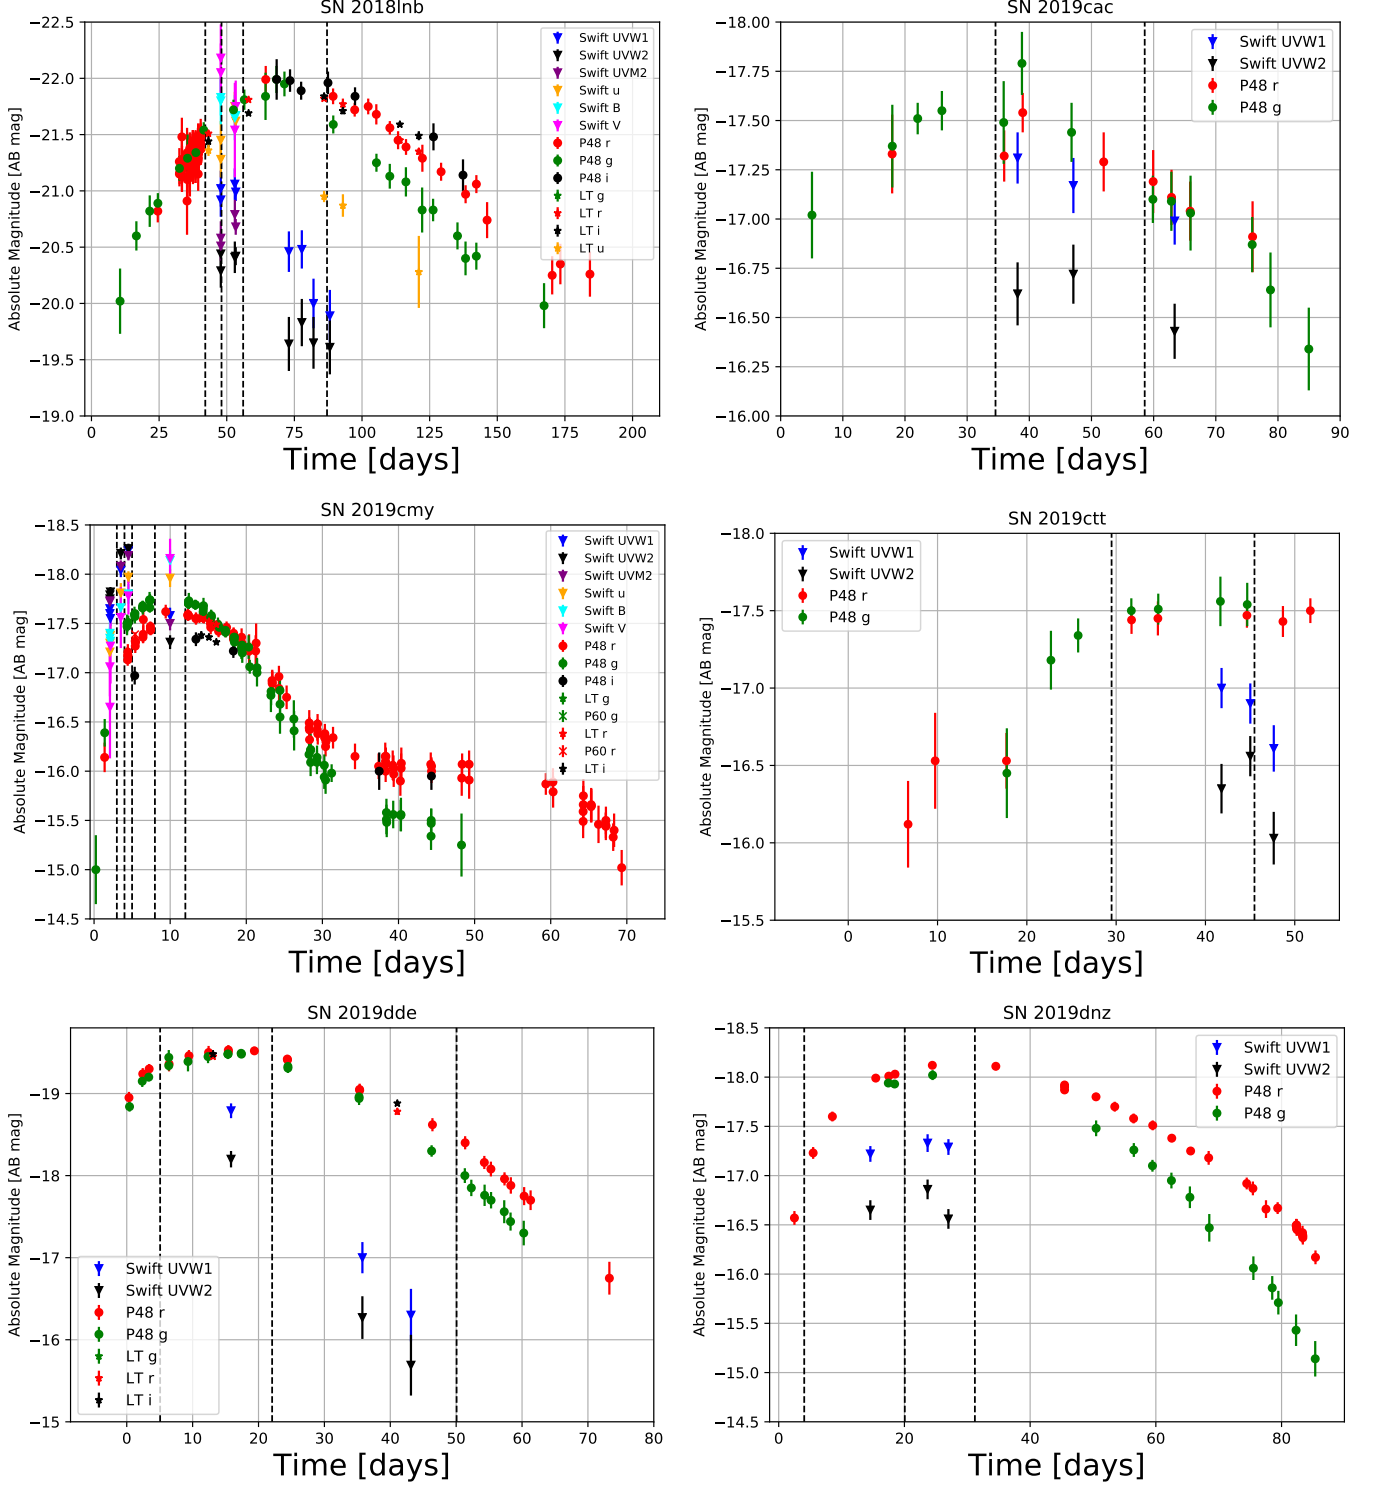 SN 2018lnb
−22.5
−22.0
−21.5
−21.0
−20.5
−20.0
−19.5
−19.0
Absolute Magnitude [AB mag]
Swift UVW1
Swift UVW2
Swift UVM2
Swift u
Swift B
Swift V
P48 r
P48 g
P48 i
LT g
LT r
LT i
LT u
0 25 50 75 100 125 150 175 200
Time [days]
SN 2019cac
−18.00
−17.75
−17.50
−17.25
−17.00
−16.75
−16.50
−16.25
−16.00
Absolute Magnitude [AB mag]
Swift UVW1
Swift UVW2
P48 r
P48 g
0 10 20 30 40 50 60 70 80 90
Time [days]
SN 2019cmy
−18.5
−18.0
−17.5
−17.0
−16.5
−16.0
−15.5
−15.0
−14.5
Absolute Magnitude [AB mag]
Swift UVW1
Swift UVW2
Swift UVM2
Swift u
Swift B
Swift V
P48 r
P48 g
P48 i
LT g
P60 g
LT r
P60 r
LT i
0 10 20 30 40 50 60 70
Time [days]
SN 2019ctt
−18.0
−17.5
−17.0
−16.5
−16.0
−15.5
Absolute Magnitude [AB mag]
Swift UVW1
Swift UVW2
P48 r
P48 g
0 10 20 30 40 50
Time [days]
SN 2019dde
−19
−18
−17
−16
−15
Absolute Magnitude [AB mag]
Swift UVW1
Swift UVW2
P48 r
P48 g
LT g
LT r
LT i
0 10 20 30 40 50 60 70 80
Time [days]
SN 2019dnz
−18.5
−18.0
−17.5
−17.0
−16.5
−16.0
−15.5
−15.0
−14.5
Absolute Magnitude [AB mag]
Swift UVW1
Swift UVW2
P48 r
P48 g
0 20 40 60 80
Time [days]